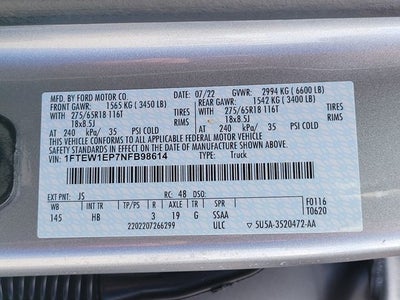 MFD. BY FORD MOTOR CO. DATE: 07/22 GVWR: 2994 KG ( 6600 LB)
FRONT GAWR: 1565 KG ( 3450 LB) REAR GAWR: 1542 KG ( 3400 LB)
275/65R18 116T TIRES 275/65R18 116T TIRES
18x8.5J RIMS 18x8.5J RIMS
AT 240 kPa/ 35 PSI COLD AT 240 kPa/ 35 PSI COLD
THIS VEHICLE CONFORMS TO ALL APPLICABLE FEDERAL MOTOR VEHICLE
SAFETY STANDARDS IN EFFECT ON THE DATE OF MANUFACTURE SHOWN ABOVE.
VIN: 1FTEW1EP7NFB98614 TYPE: Truck
EXT PNT: JS RC: 48 DSO: F0116
T0620
WB INT TR TP/PS R AXLE TR SPR
145 HB 3 19 G SSAA
2202207266299 ULC 5U5A-3520472-AA